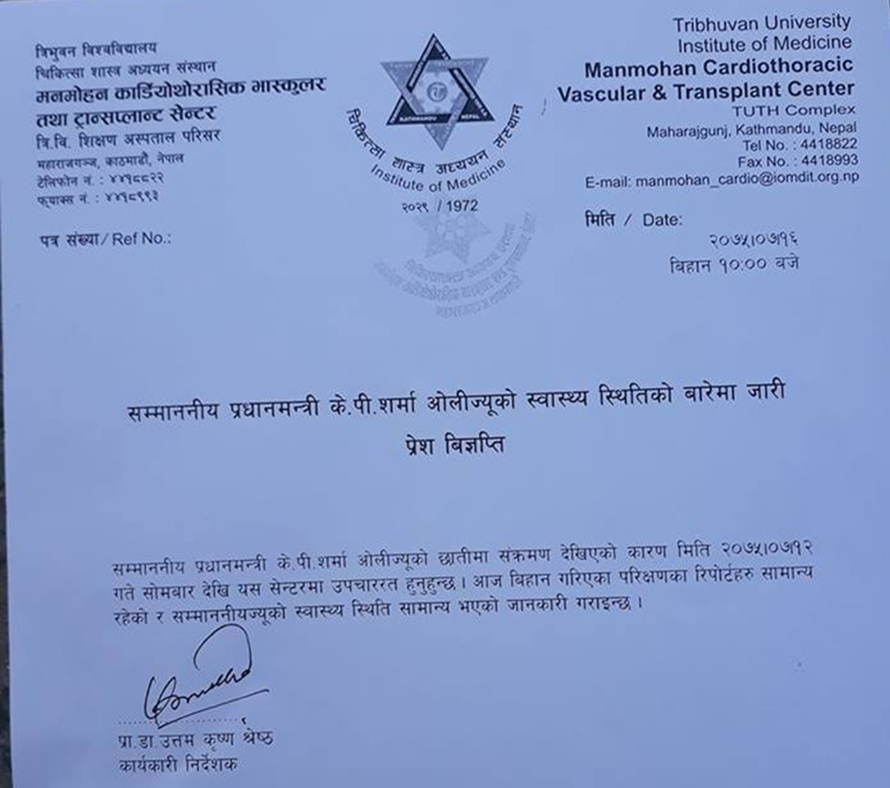 त्रिभुवन विश्वविद्यालय
चिकित्सा शास्त्र अध्ययन संस्थान
मनमोहन कार्डियोथोरासिक भास्कुलर
तथा ट्रान्सप्लान्ट सेन्टर
त्रि.वि. शिक्षण अस्पताल परिसर
महाराजगन्ज, काठमाडौं, नेपाल
टेलिफोन नं. : ४४१८८२२
फ्याक्स नं. : ४४१८९९३
पत्र संख्या/ Ref No.:
KATHMANDU NEPAL
चिकित्सा शास्त्र अध्ययन संस्थान
Institute of Medicine
२०२९ / 1972
Tribhuvan University
Institute of Medicine
Manmohan Cardiothoracic
Vascular & Transplant Center
TUTH Complex
Maharajgunj, Kathmandu, Nepal
Tel No. : 4418822
Fax No. : 4418993
E-mail: manmohan_cardio@iomdit.org.np
मिति / Date:
२०७५।०७।१६
बिहान १०:०० बजे
सम्माननीय प्रधानमन्त्री के.पी.शर्मा ओलीज्यूको स्वास्थ्य स्थितिको बारेमा जारी
प्रेश बिज्ञप्ति
सम्माननीय प्रधानमन्त्री के.पी.शर्मा ओलीज्यूको छातीमा संक्रमण देखिएको कारण मिति २०७५।०७।१२
गते सोमबार देखि यस सेन्टरमा उपचाररत हुनुहुन्छ । आज बिहान गरिएका परिक्षणका रिपोर्टहरु सामान्य
रहेको र सम्माननीयज्यूको स्वास्थ्य स्थिति सामान्य भएको जानकारी गराइन्छ ।
प्रा.डा.उत्तम कृष्ण श्रेष्ठ
कार्यकारी निर्देशक